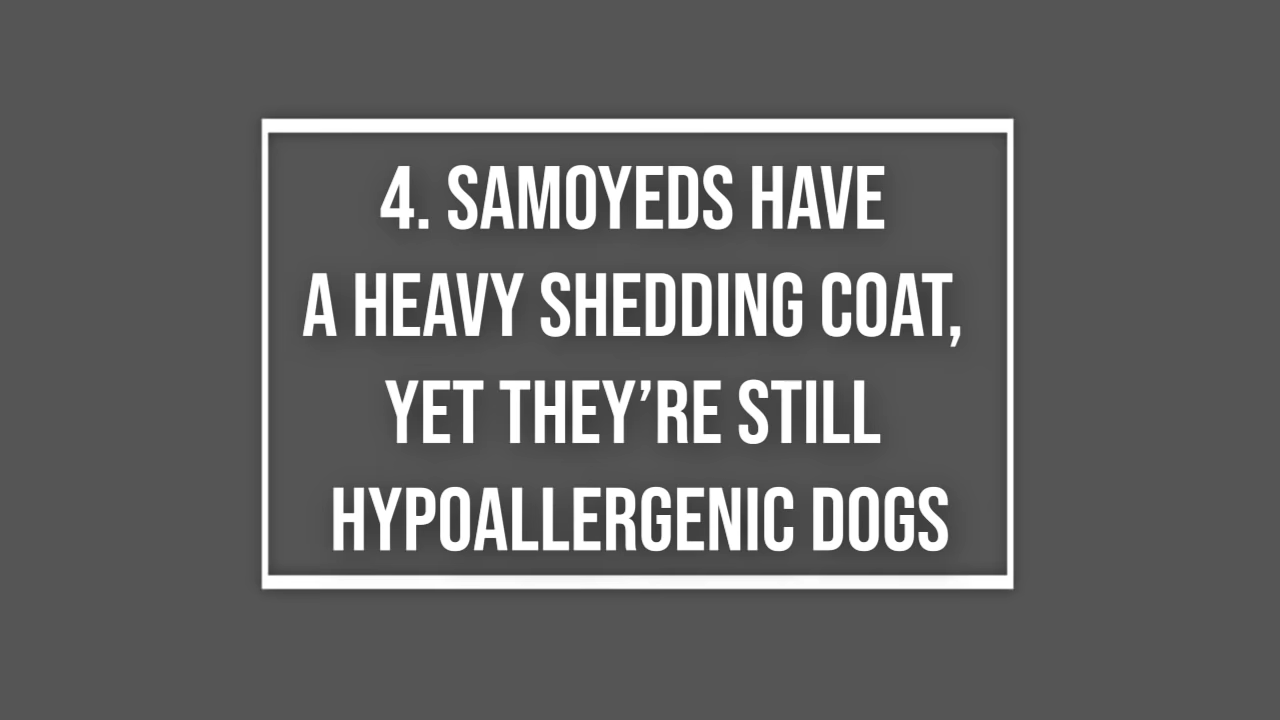 4. SAMOYEDS HAVE
A HEAVY SHEDDING COAT,
YET THEY’RE STILL
HYPOALLERGENIC DOGS